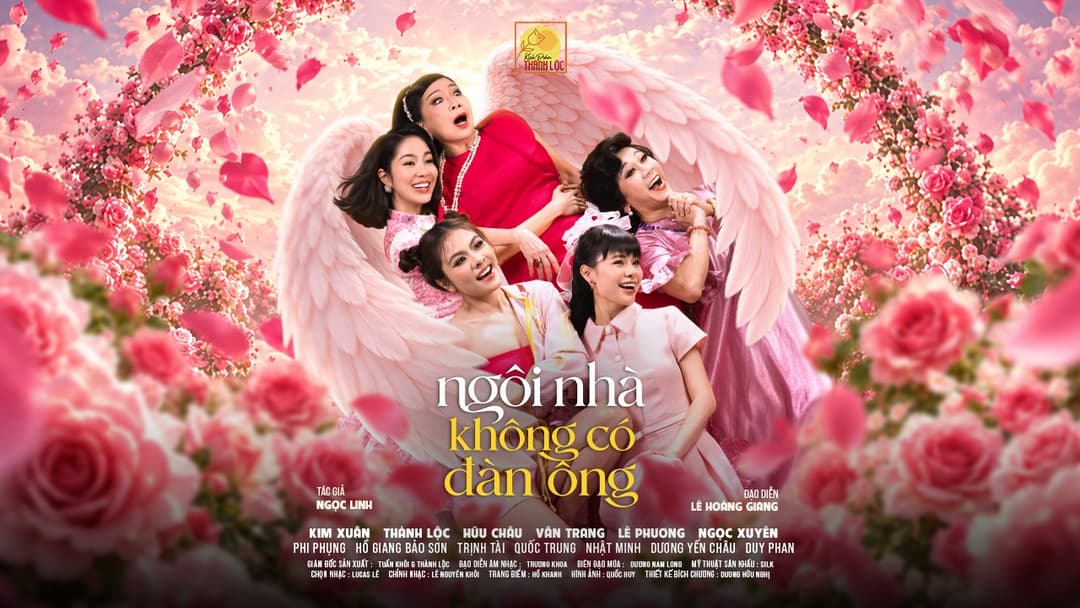 Kịch Đoàn
THÀNH LỘC
ngôi nhà
không có
đàn ông
TÁC GIẢ
NGỌC LINH
ĐẠO DIỄN
LÊ HOÀNG GIANG
KIM XUÂN THÀNH LỘC HỮU CHÂU VÂN TRANG LÊ PHƯƠNG NGỌC XUYÊN
PHI PHỤNG HỒ GIANG BẢO SƠN TRỊNH TÀI QUỐC TRUNG NHẬT MINH DƯƠNG YẾN CHÂU DUY PHAN
GIÁM ĐỐC SẢN XUẤT : TUẤN KHÔI & THÀNH LỘC ĐẠO DIỄN ÂM NHẠC : TRƯƠNG KHOA BIÊN ĐẠO MÚA : DƯƠNG NAM LONG MỸ THUẬT SÂN KHẤU : SILK
CHỌN NHẠC : LUCAS LÊ CHỈNH NHẠC : LÊ NGUYÊN KHÔI TRANG ĐIỂM : HỒ KHANH HÌNH ẢNH : QUỐC HUY THIẾT KẾ BÍCH CHƯƠNG : DƯƠNG HỮU NGHỊ